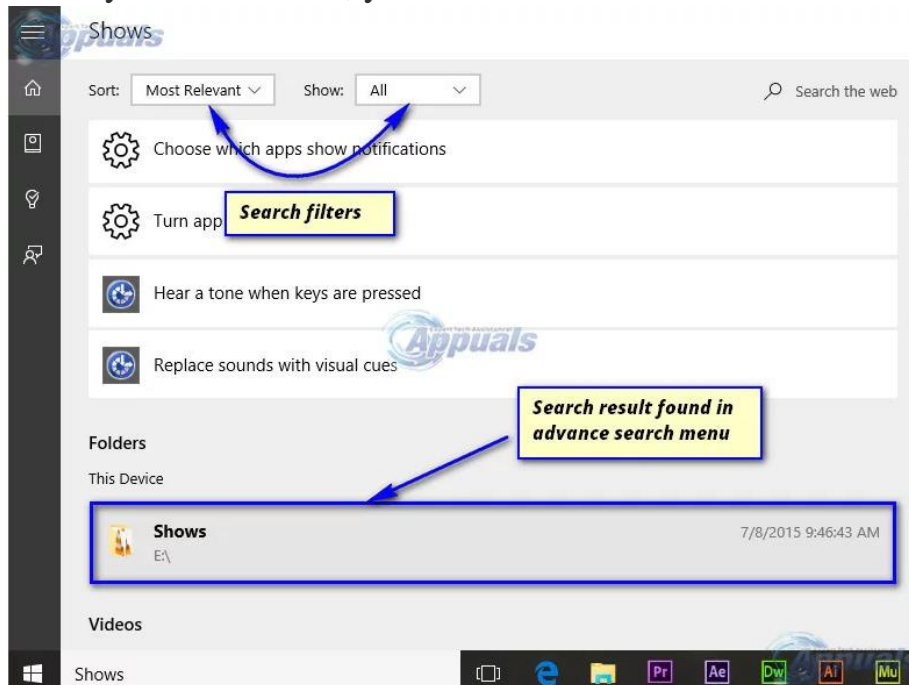 Shows
Appuals
Sort: Most Relevant Show: All Search the web
Choose which apps show notifications
Search filters
Turn app
Hear a tone when keys are pressed
Appuals
Replace sounds with visual cues
Search result found in
advance search menu
Folders
This Device
Shows 7/8/2015 9:46:43 AM
E:\
Videos
Shows Pr Ae Dw Ai Mu